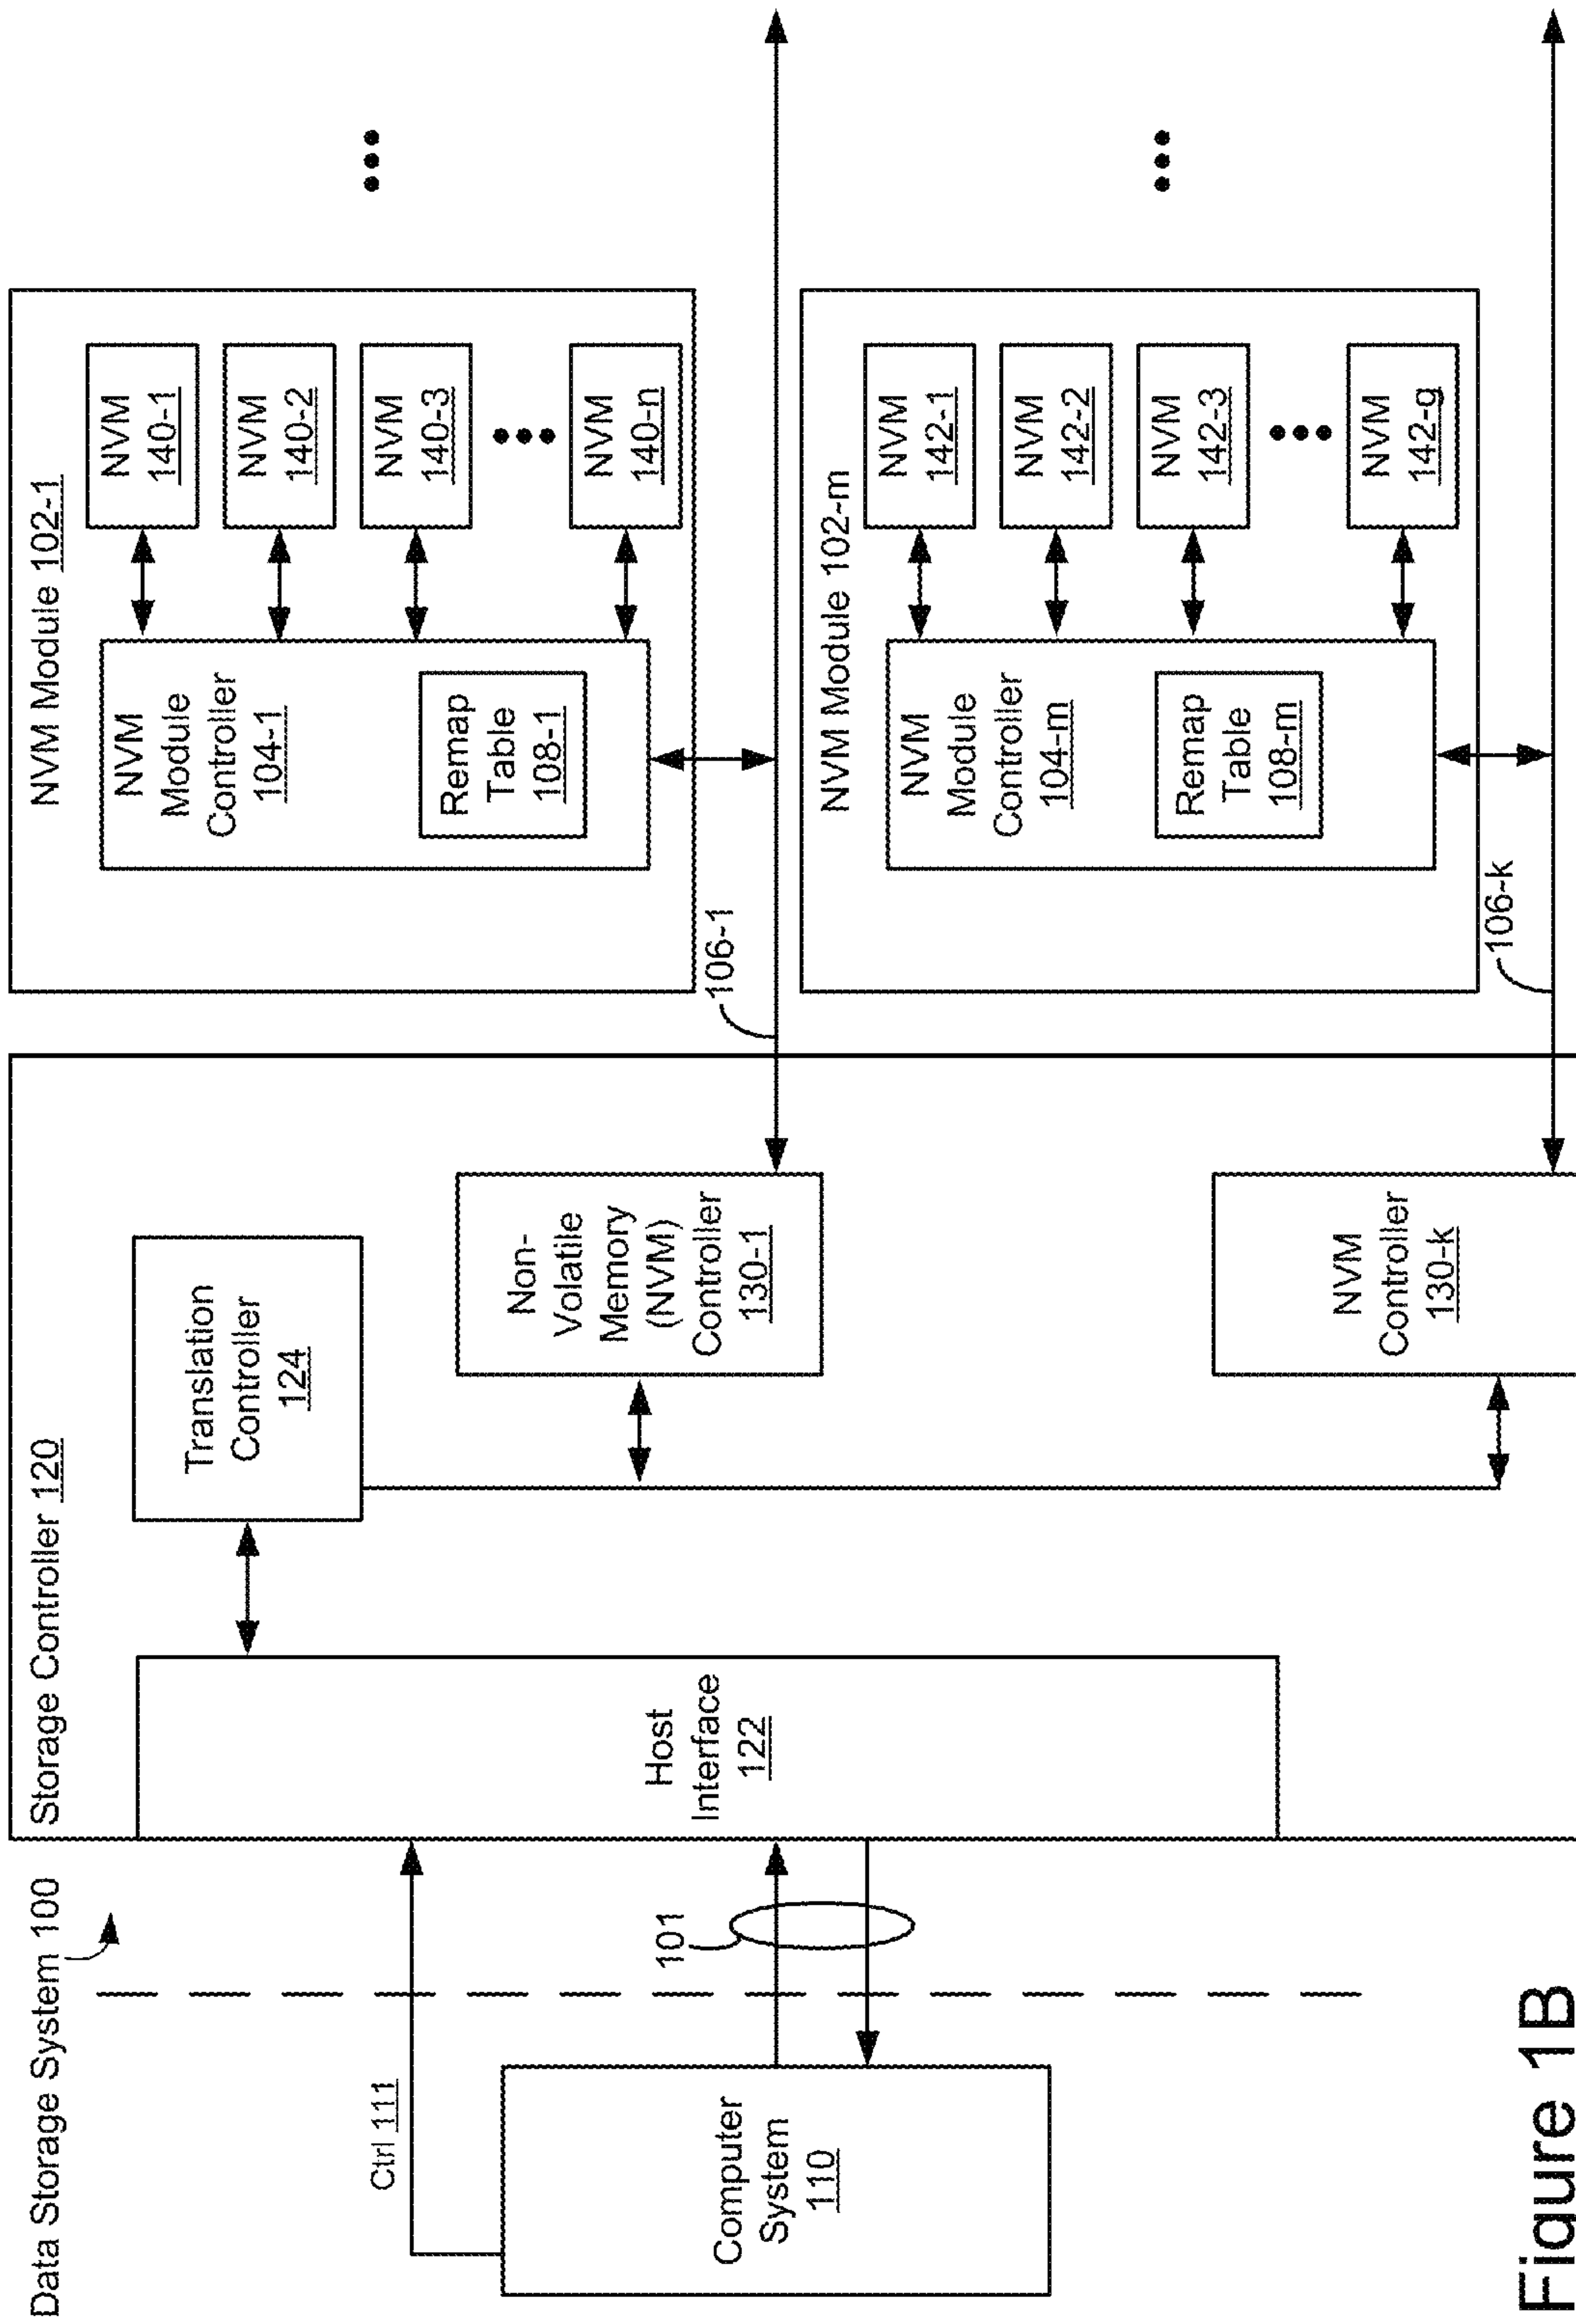 Data Storage System 100
Computer
System
110
Ctrl 111
101
Storage Controller 120
Host
Interface
122
Translation
Controller
124
Non-
Volatile
Memory
(NVM)
Controller
130-1
NVM
Controller
130-k
106-1
106-k
NVM Module 102-1
NVM
Module
Controller
104-1
Remap
Table
108-1
NVM
140-1
NVM
140-2
NVM
140-3
NVM
140-n
NVM Module 102-m
NVM
Module
Controller
104-m
Remap
Table
108-m
NVM
142-1
NVM
142-2
NVM
142-3
NVM
142-g
Figure 1B